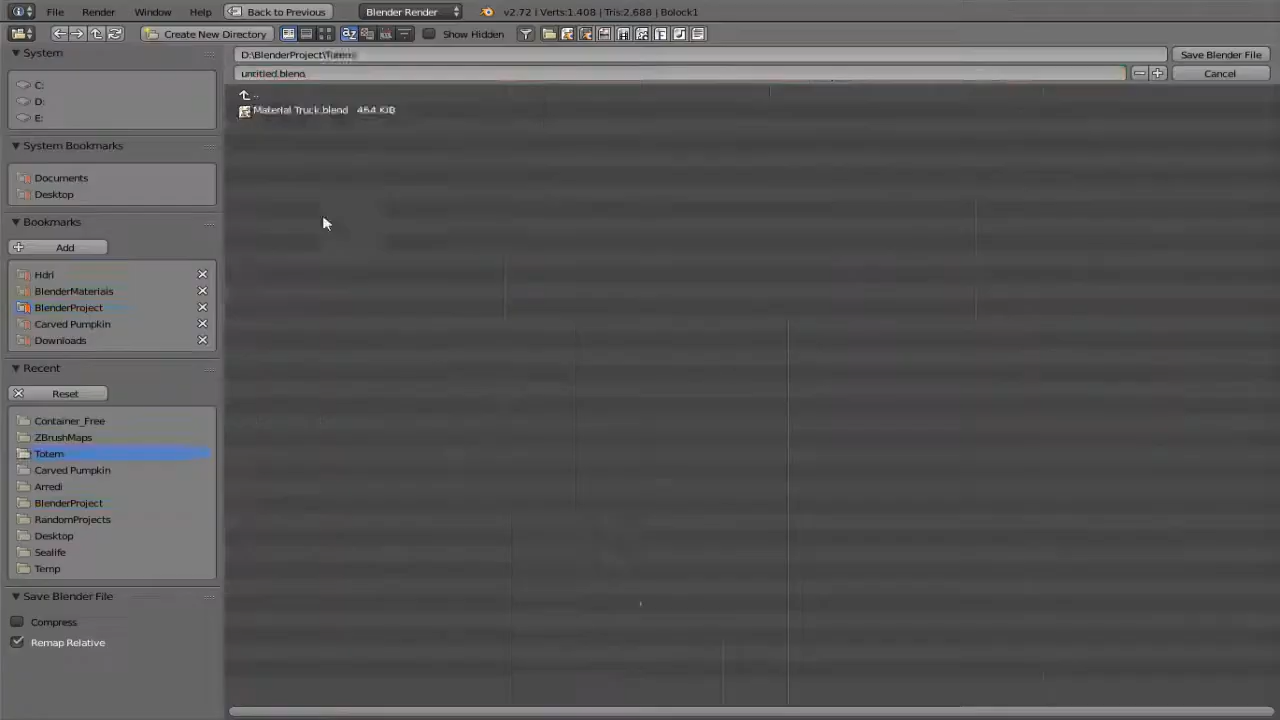 File Render Window Help Back to Previous Blender Render v2.72 | Verts:1,408 | Tris:2,688 | Bolock1
Create New Directory Show Hidden
System
D:\BlenderProject\Totem Save Blender File
untitled.blend Cancel
C:
D:
E:
..
Material Truck.blend 454 KiB
System Bookmarks
Documents
Desktop
Bookmarks
Add
Hdri
BlenderMaterials
BlenderProject
Carved Pumpkin
Downloads
Recent
Reset
Container_Free
ZBrushMaps
Totem
Carved Pumpkin
Arredi
BlenderProject
RandomProjects
Desktop
Sealife
Temp
Save Blender File
Compress
Remap Relative